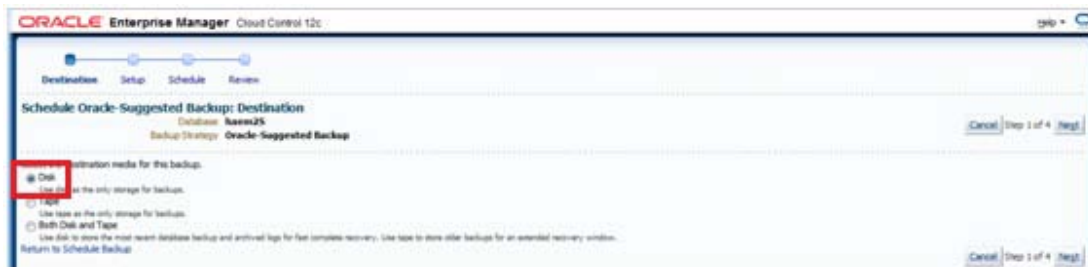 ORACLE Enterprise Manager Cloud Control 12c
Help
Destination Setup Schedule Review
Schedule Oracle-Suggested Backup: Destination
Database haem25
Backup Strategy Oracle-Suggested Backup
Cancel Step 1 of 4 Next
destination media for this backup.
Disk
Use disk as the only storage for backups.
Tape
Use tape as the only storage for backups.
Both Disk and Tape
Use disk to store the most recent database backup and archived logs for fast complete recovery. Use tape to store older backups for an extended recovery window.
Return to Schedule Backup
Cancel Step 1 of 4 Next